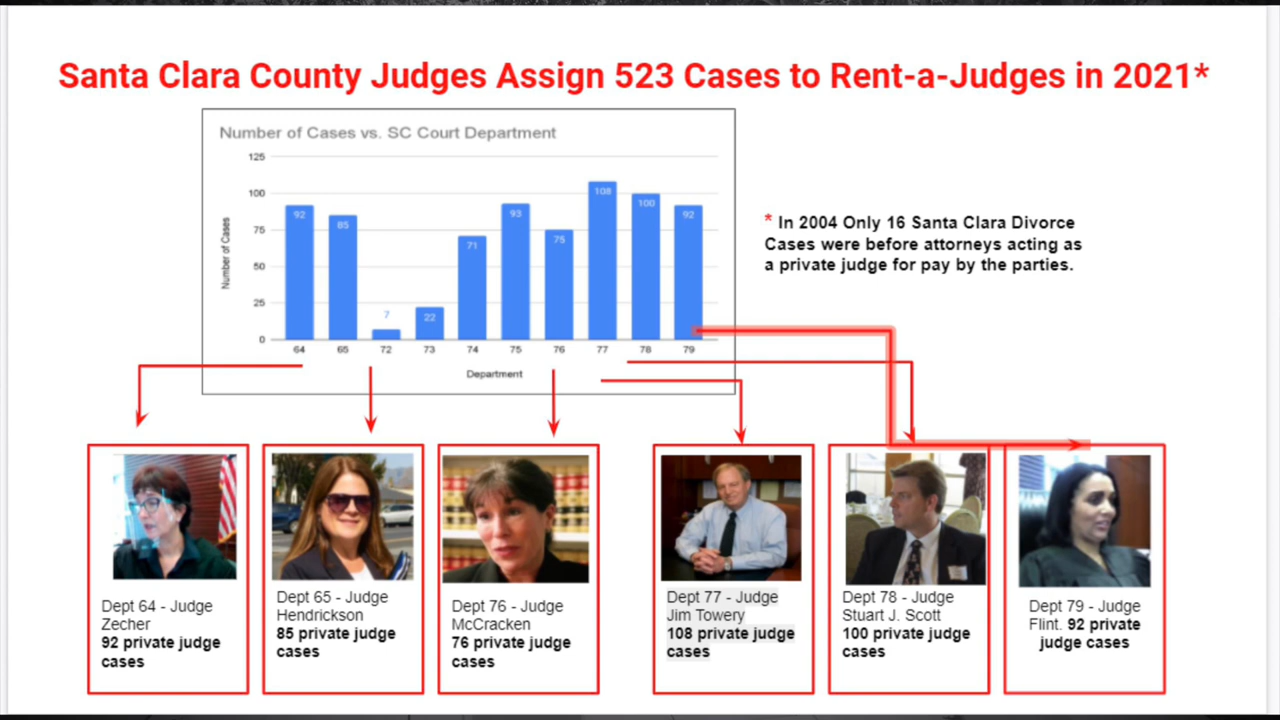 Santa Clara County Judges Assign 523 Cases to Rent-a-Judges in 2021*
Number of Cases vs. SC Court Department
125
100
75
50
25
0
Number of Cases
92
85
7
22
71
93
75
108
100
92
64 65 72 73 74 75 76 77 78 79
Department
* In 2004 Only 16 Santa Clara Divorce
Cases were before attorneys acting as
a private judge for pay by the parties.
Dept 64 - Judge
Zecher
92 private judge
cases
Dept 65 - Judge
Hendrickson
85 private judge
cases
Dept 76 - Judge
McCracken
76 private judge
cases
Dept 77 - Judge
Jim Towery
108 private judge
cases
Dept 78 - Judge
Stuart J. Scott
100 private judge
cases
Dept 79 - Judge
Flint. 92 private
judge cases